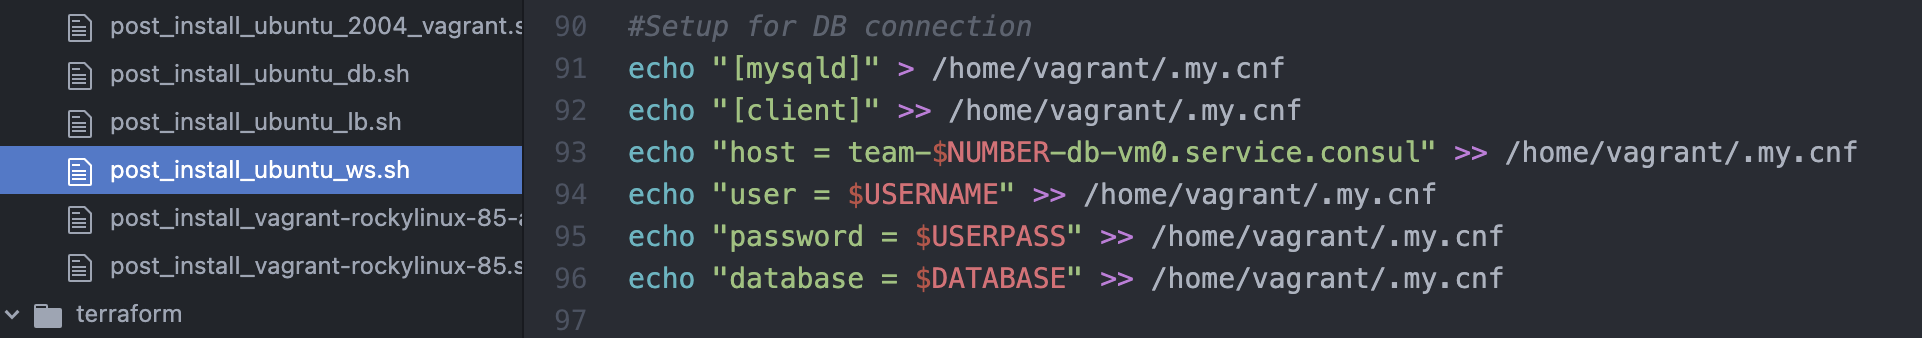 post_install_ubuntu_2004_vagrant.s
post_install_ubuntu_db.sh
post_install_ubuntu_lb.sh
post_install_ubuntu_ws.sh
post_install_vagrant-rockylinux-85-a
post_install_vagrant-rockylinux-85.s
terraform
90 #Setup for DB connection
91 echo "[mysqld]" > /home/vagrant/.my.cnf
92 echo "[client]" >> /home/vagrant/.my.cnf
93 echo "host = team-$NUMBER-db-vm0.service.consul" >> /home/vagrant/.my.cnf
94 echo "user = $USERNAME" >> /home/vagrant/.my.cnf
95 echo "password = $USERPASS" >> /home/vagrant/.my.cnf
96 echo "database = $DATABASE" >> /home/vagrant/.my.cnf
97